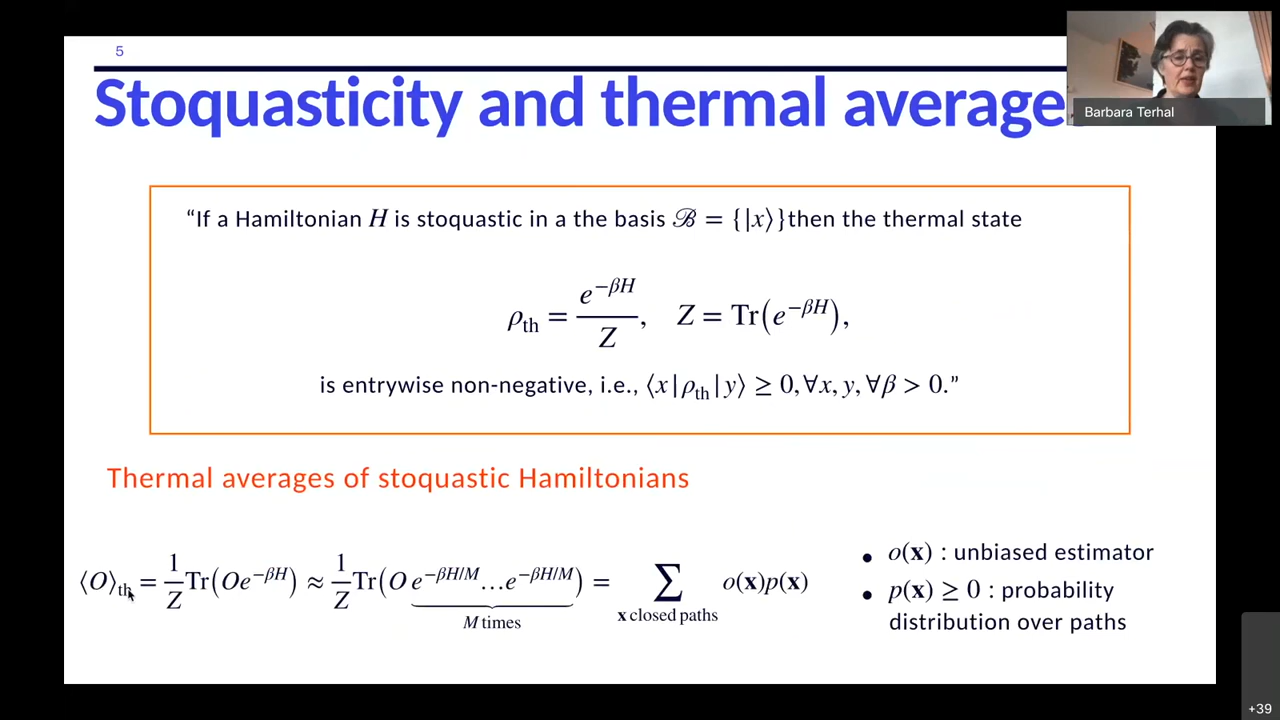 5
Stoquasticity and thermal average
Barbara Terhal
“If a Hamiltonian H is stoquastic in a the basis ℬ = {|x⟩}then the thermal state
ρ_th = e^{−βH} / Z, Z = Tr(e^{−βH}),
is entrywise non-negative, i.e., ⟨x|ρ_th|y⟩ ≥ 0, ∀x, y, ∀β > 0.”
Thermal averages of stoquastic Hamiltonians
⟨O⟩_th = 1/Z Tr(Oe^{−βH}) ≈ 1/Z Tr(O e^{−βH/M}…e^{−βH/M}) = ∑ o(𝐱)p(𝐱)
M times
𝐱 closed paths
• o(𝐱) : unbiased estimator
• p(𝐱) ≥ 0 : probability
distribution over paths
+39